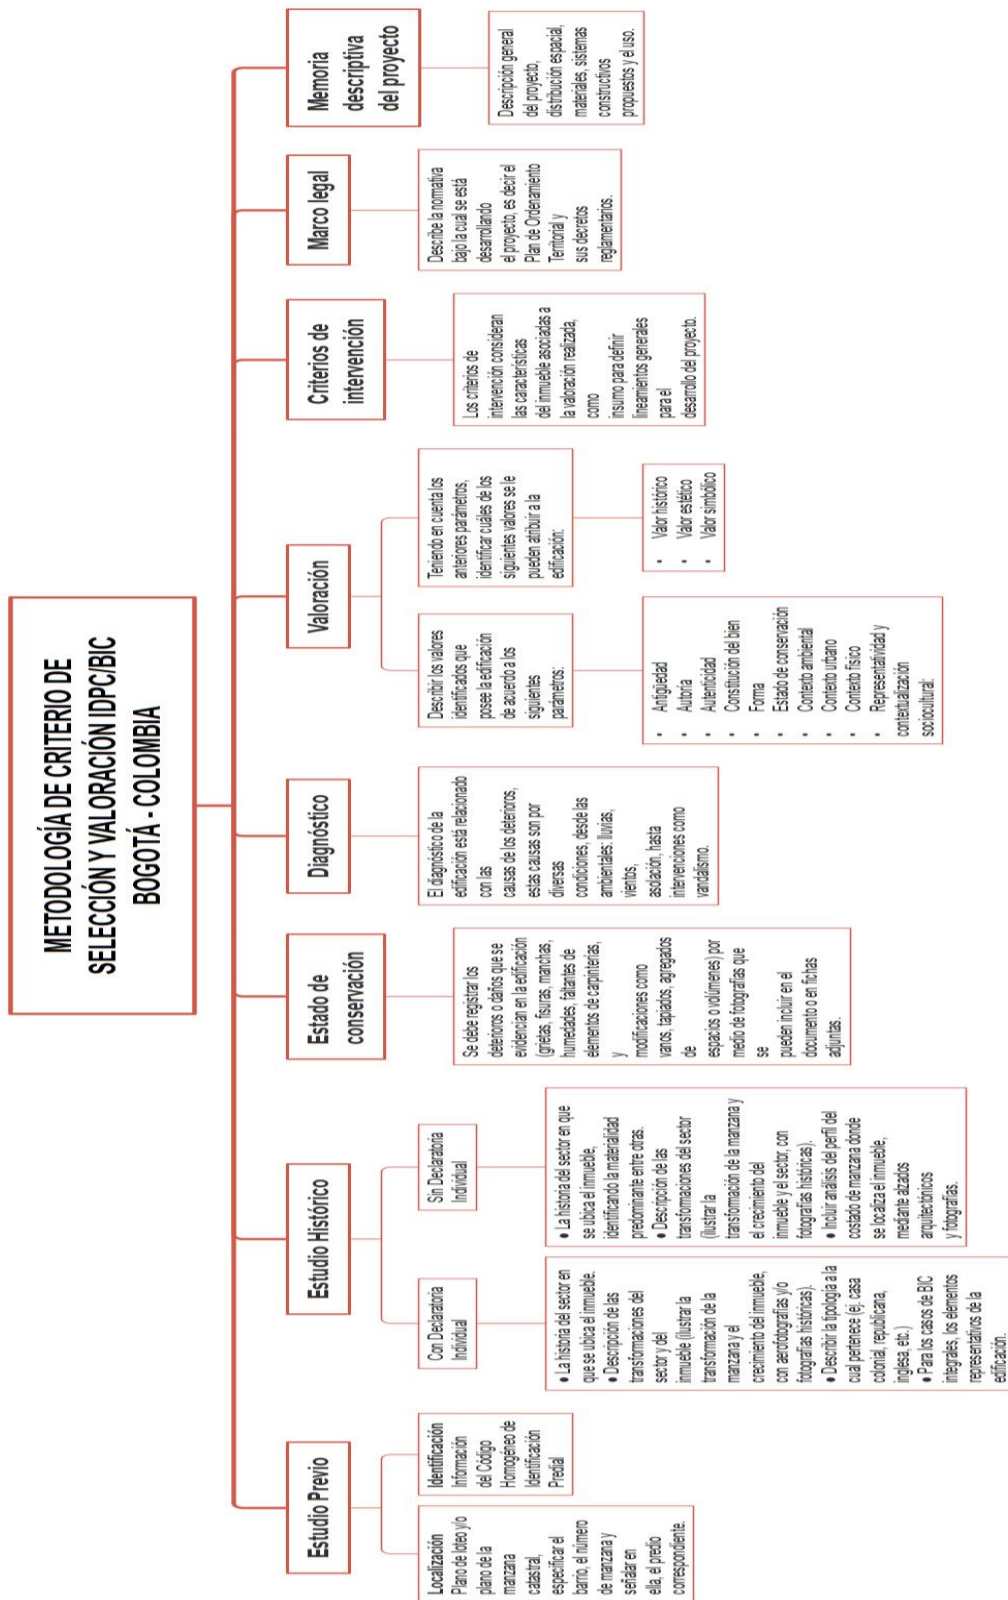 METODOLOGÍA DE CRITERIO DE
SELECCIÓN Y VALORACIÓN IDPC/BIC
BOGOTÁ - COLOMBIA
Estudio Previo
Localización
Plano de loteo y/o
plano de la
manzana
catastral,
especificar el
barrio, el número
de manzana y
señalar en
ella, el predio
correspondiente.
Identificación
Información
del Código
Homogéneo de
Identificación
Predial
Estudio Histórico
Con Declaratoria
Individual
• La historia del sector en
que se ubica el inmueble.
• Descripción de las
transformaciones del
sector y del
inmueble (ilustrar la
transformación de la
manzana y el
crecimiento del inmueble,
con aerofotografías y/o
fotografías históricas).
• Describir la tipología a la
cual pertenece (ej. casa
colonial, republicana,
inglesa, etc.)
• Para los casos de BIC
integrales, los elementos
representativos de la
edificación.
Sin Declaratoria
Individual
• La historia del sector en que
se ubica el inmueble,
identificando la materialidad
predominante entre otras.
• Descripción de las
transformaciones del sector
(ilustrar la
transformación de la manzana y
el crecimiento del
inmueble y el sector, con
fotografías históricas).
• Incluir análisis del perfil del
costado de manzana donde
se localiza el inmueble,
mediante alzados
arquitectónicos
y fotografías.
Estado de
conservación
Se debe registrar los
deterioros o daños que se
evidencian en la edificación
(grietas, fisuras, manchas,
humedades, faltantes de
elementos de carpinterías,
y
modificaciones como
vanos, tapiados, agregados
de
espacios o volúmenes) por
medio de fotografías que
se
pueden incluir en el
documento o en fichas
adjuntas.
Diagnóstico
El diagnóstico de la
edificación está relacionado
con las
causas de los deterioros,
estas causas son por
diversas
condiciones, desde las
ambientales: lluvias,
vientos,
asolación, hasta
intervenciones como
vandalismo.
Valoración
Describir los valores
identificados que
posee la edificación
de acuerdo a los
siguientes
parámetros:
• Antigüedad
• Autoría
• Autenticidad
• Constitución del bien
• Forma
• Estado de conservación
• Contexto ambiental
• Contexto urbano
• Contexto físico
• Representatividad y
contextualización
sociocultural:
Teniendo en cuenta los
anteriores parámetros,
identificar cuáles de los
siguientes valores se le
pueden atribuir a la
edificación:
• Valor histórico
• Valor estético
• Valor simbólico
Criterios de
intervención
Los criterios de
intervención consideran
las características
del inmueble asociadas a
la valoración realizada,
como
insumo para definir
lineamientos generales
para el
desarrollo del proyecto.
Marco legal
Describe la normativa
bajo la cual se está
desarrollando
el proyecto, es decir el
Plan de Ordenamiento
Territorial y
sus decretos
reglamentarios.
Memoria
descriptiva
del proyecto
Descripción general
del proyecto,
distribución espacial,
materiales, sistemas
constructivos
propuestos y el uso.